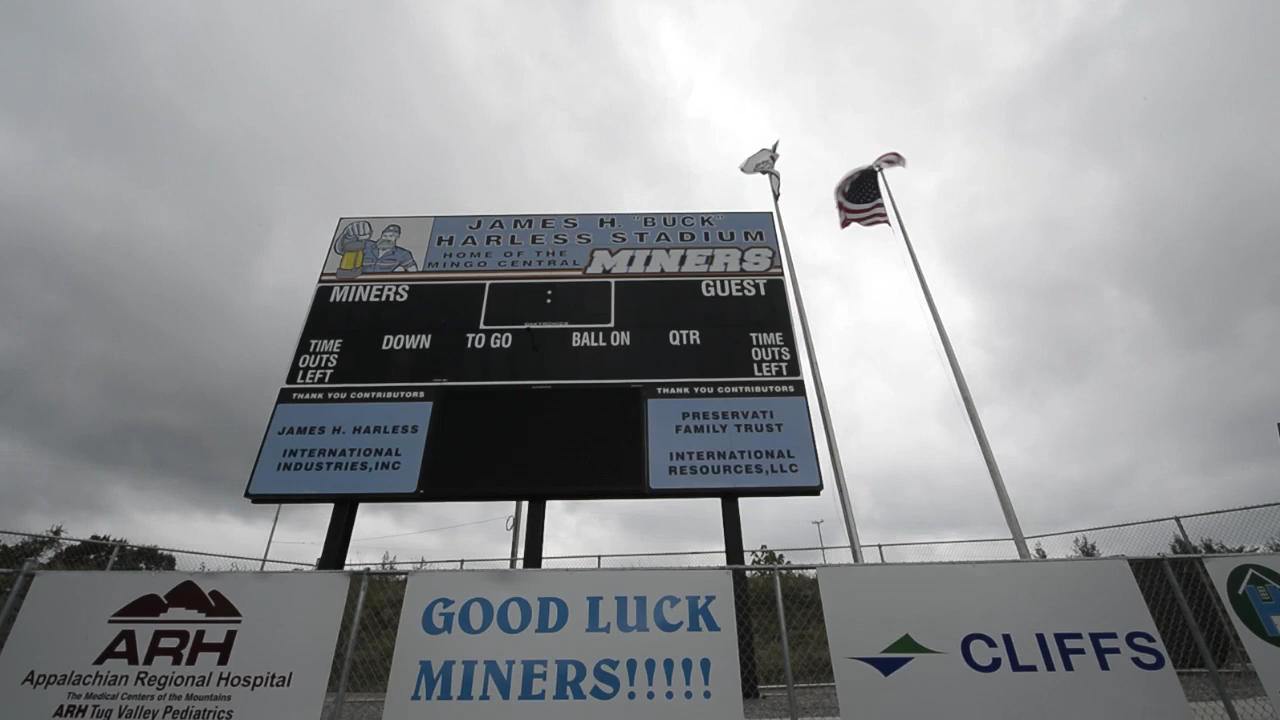 JAMES H. "BUCK"
HARLESS STADIUM
HOME OF THE
MINGO CENTRAL
MINERS
MINERS
:
GUEST
DAKTRONICS
TIME
OUTS
LEFT
DOWN
TO GO
BALL ON
QTR
TIME
OUTS
LEFT
THANK YOU CONTRIBUTORS
JAMES H. HARLESS
INTERNATIONAL
INDUSTRIES,INC
THANK YOU CONTRIBUTORS
PRESERVATI
FAMILY TRUST
INTERNATIONAL
RESOURCES,LLC
ARH
Appalachian Regional Hospital
The Medical Centers of the Mountains
ARH Tug Valley Pediatrics
GOOD LUCK
MINERS!!!!!
CLIFFS